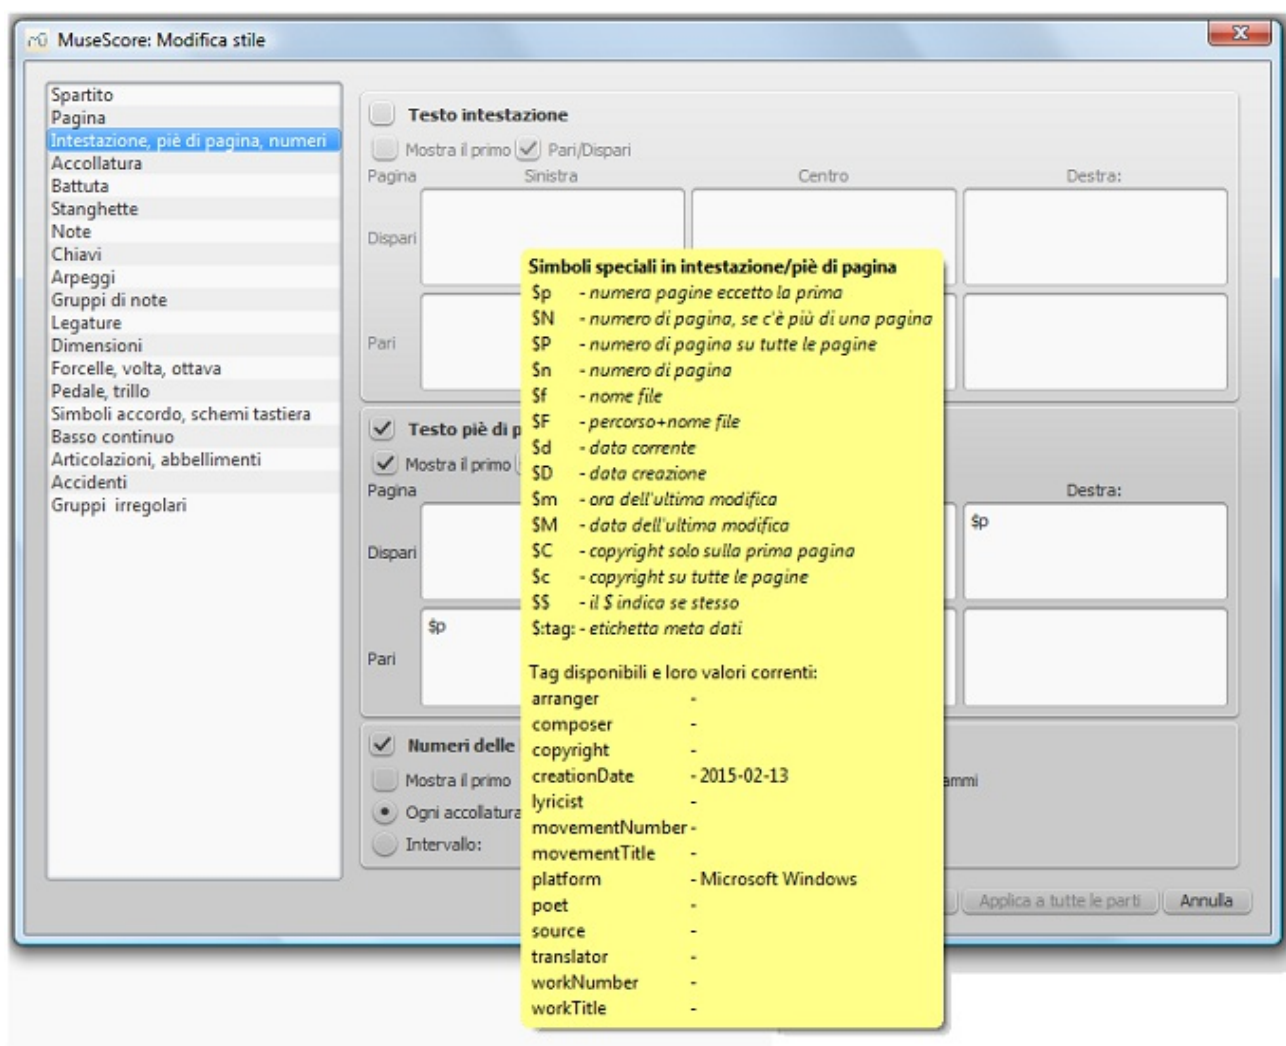 MuseScore: Modifica stile
Spartito
Pagina
Intestazione, piè di pagina, numeri
Accollatura
Battuta
Stanghette
Note
Chiavi
Arpeggi
Gruppi di note
Legature
Dimensioni
Forcelle, volta, ottava
Pedale, trillo
Simboli accordo, schemi tastiera
Basso continuo
Articolazioni, abbellimenti
Accidenti
Gruppi irregolari
Testo intestazione
Mostra il primo Pari/Dispari
Pagina Sinistra Centro Destra:
Dispari
Pari
Testo piè di p
Mostra il primo
Pagina Destra:
Dispari $p
Pari $p
Numeri delle
Mostra il primo ammi
Ogni accollatura
Intervallo:
Applica a tutte le parti Annulla
Simboli speciali in intestazione/piè di pagina
$p - numera pagine eccetto la prima
$N - numero di pagina, se c'è più di una pagina
$P - numero di pagina su tutte le pagine
$n - numero di pagina
$f - nome file
$F - percorso+nome file
$d - data corrente
$D - data creazione
$m - ora dell'ultima modifica
$M - data dell'ultima modifica
$C - copyright solo sulla prima pagina
$c - copyright su tutte le pagine
$$ - il $ indica se stesso
$:tag: - etichetta meta dati
Tag disponibili e loro valori correnti:
arranger -
composer -
copyright -
creationDate - 2015-02-13
lyricist -
movementNumber -
movementTitle -
platform - Microsoft Windows
poet -
source -
translator -
workNumber -
workTitle -